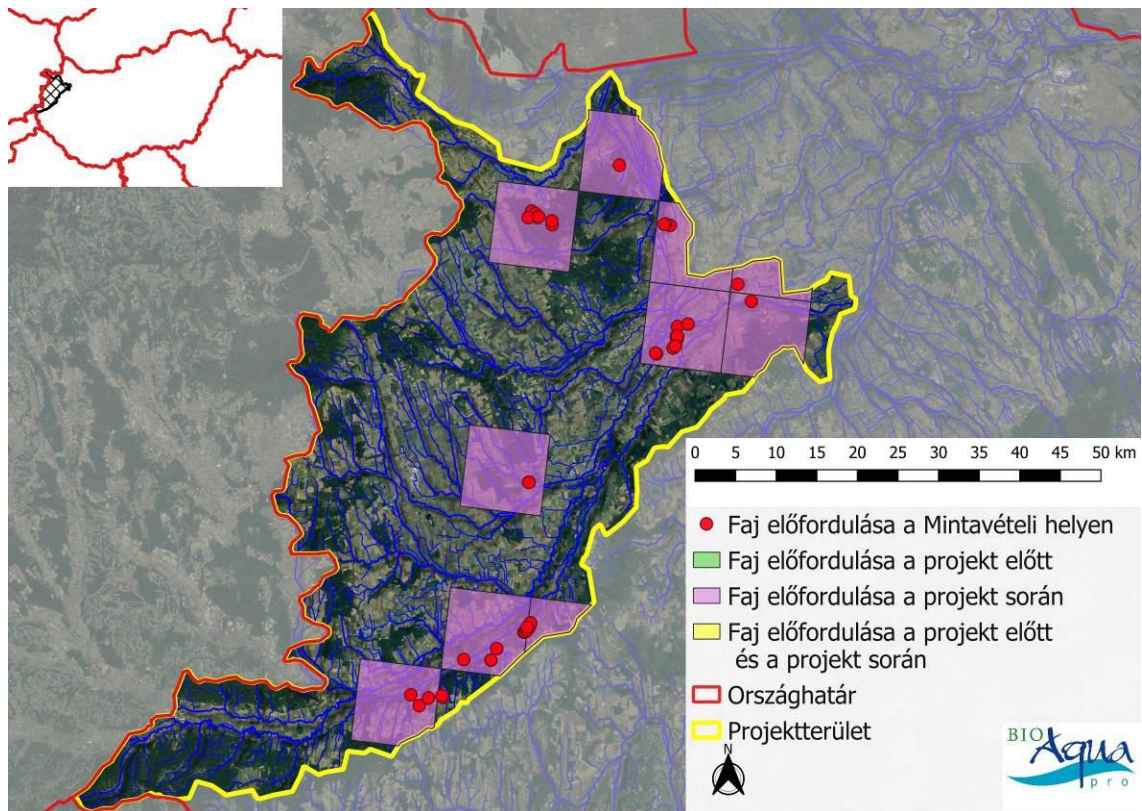 0 5 10 15 20 25 30 35 40 45 50 km
Faj előfordulása a Mintavételi helyen
Faj előfordulása a projekt előtt
Faj előfordulása a projekt során
Faj előfordulása a projekt előtt
és a projekt során
Országhatár
Projektterület
N
BIO
Aqua
pro